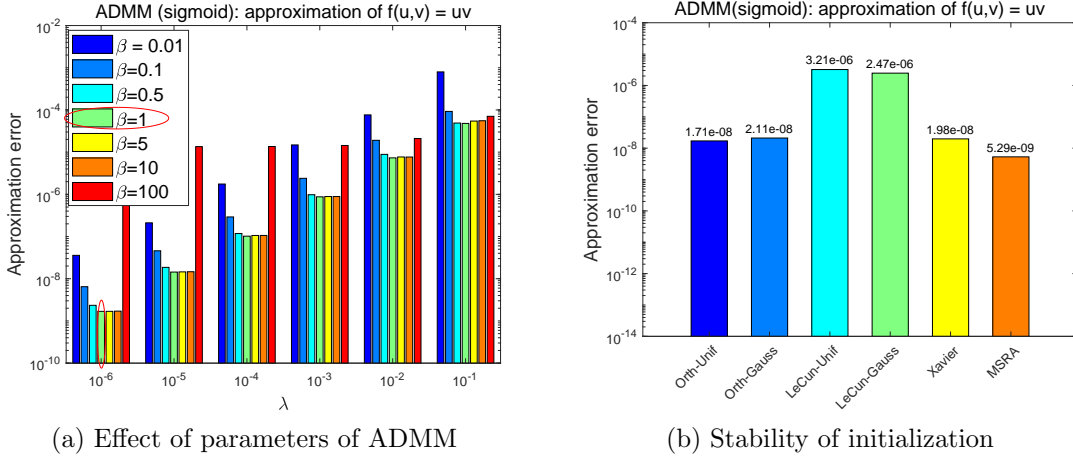 ADMM (sigmoid): approximation of f(u,v) = uv
Approximation error
10^-2
10^-4
10^-6
10^-8
10^-10
β = 0.01
β=0.1
β=0.5
β=1
β=5
β=10
β=100
10^-6 10^-5 10^-4 10^-3 10^-2 10^-1
λ
(a) Effect of parameters of ADMM
ADMM(sigmoid): approximation of f(u,v) = uv
Approximation error
10^-4
10^-6
10^-8
10^-10
10^-12
10^-14
1.71e-08 2.11e-08 3.21e-06 2.47e-06 1.98e-08 5.29e-09
Orth-Unif Orth-Gauss LeCun-Unif LeCun-Gauss Xavier MSRA
(b) Stability of initialization